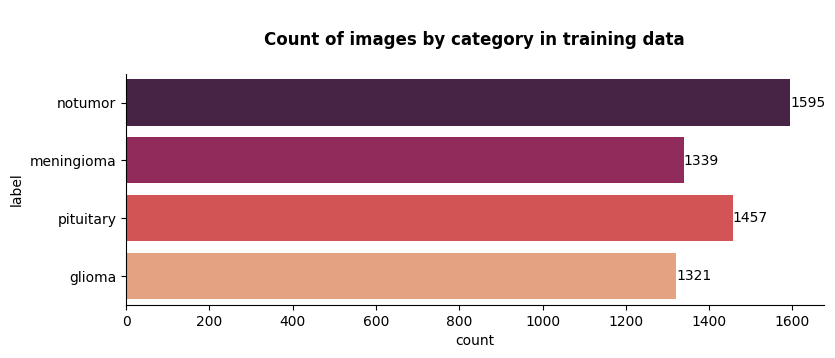 Count of images by category in training data
label
notumor 1595
meningioma 1339
pituitary 1457
glioma 1321
0 200 400 600 800 1000 1200 1400 1600
count